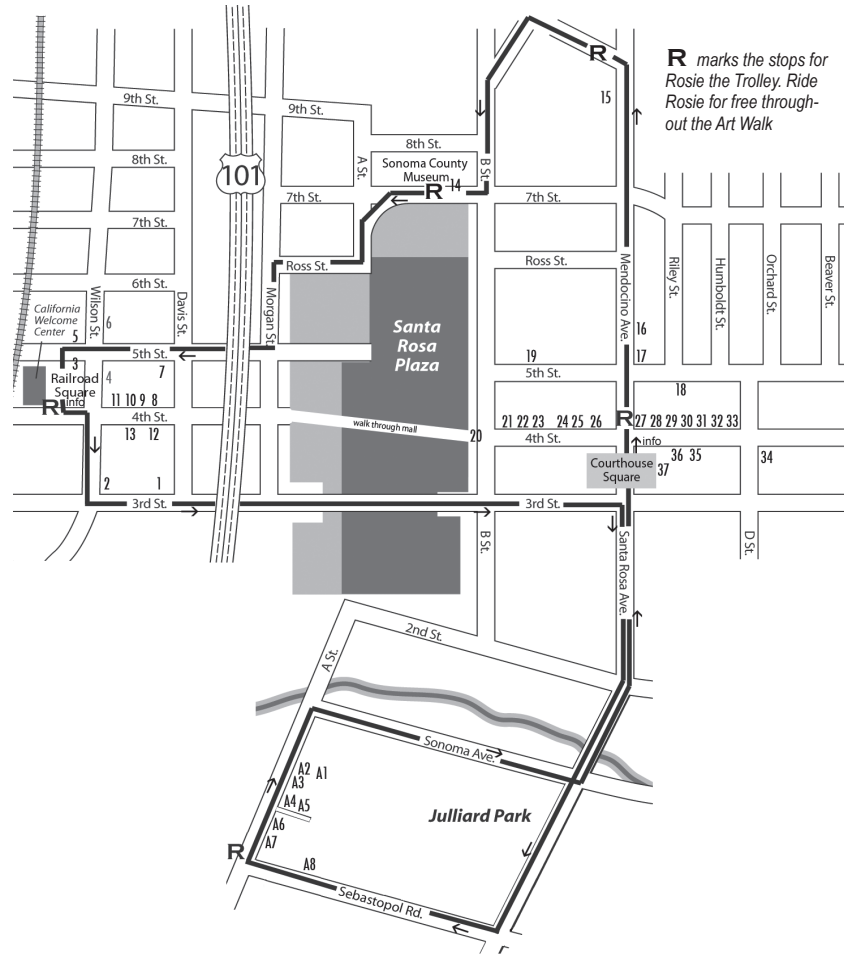 R marks the stops for
Rosie the Trolley. Ride
Rosie for free through-
out the Art Walk
R
15
9th St.
9th St.
8th St.
8th St.
A St.
B St.
Sonoma County
Museum
101
R
14
7th St.
7th St.
7th St.
Ross St.
Ross St.
6th St.
Wilson St.
Davis St.
Morgan St.
Mendocino Ave.
Riley St.
Humboldt St.
Orchard St.
Beaver St.
California
Welcome
Center
5
6
Santa
Rosa
Plaza
16
17
19
5th St.
5th St.
3
4
7
18
Railroad
Square
R
info
11 10 9 8
4th St.
13 12
walk through mall
20
21 22 23 24 25 26
R
27 28 29 30 31 32 33
4th St.
info
Courthouse
Square
36 35
37
34
2
1
3rd St.
3rd St.
B St.
Santa Rosa Ave.
D St.
2nd St.
A St.
Sonoma Ave.
A2 A1
A3
A4 A5
A6
A7
A8
Julliard Park
R
Sebastopol Rd.